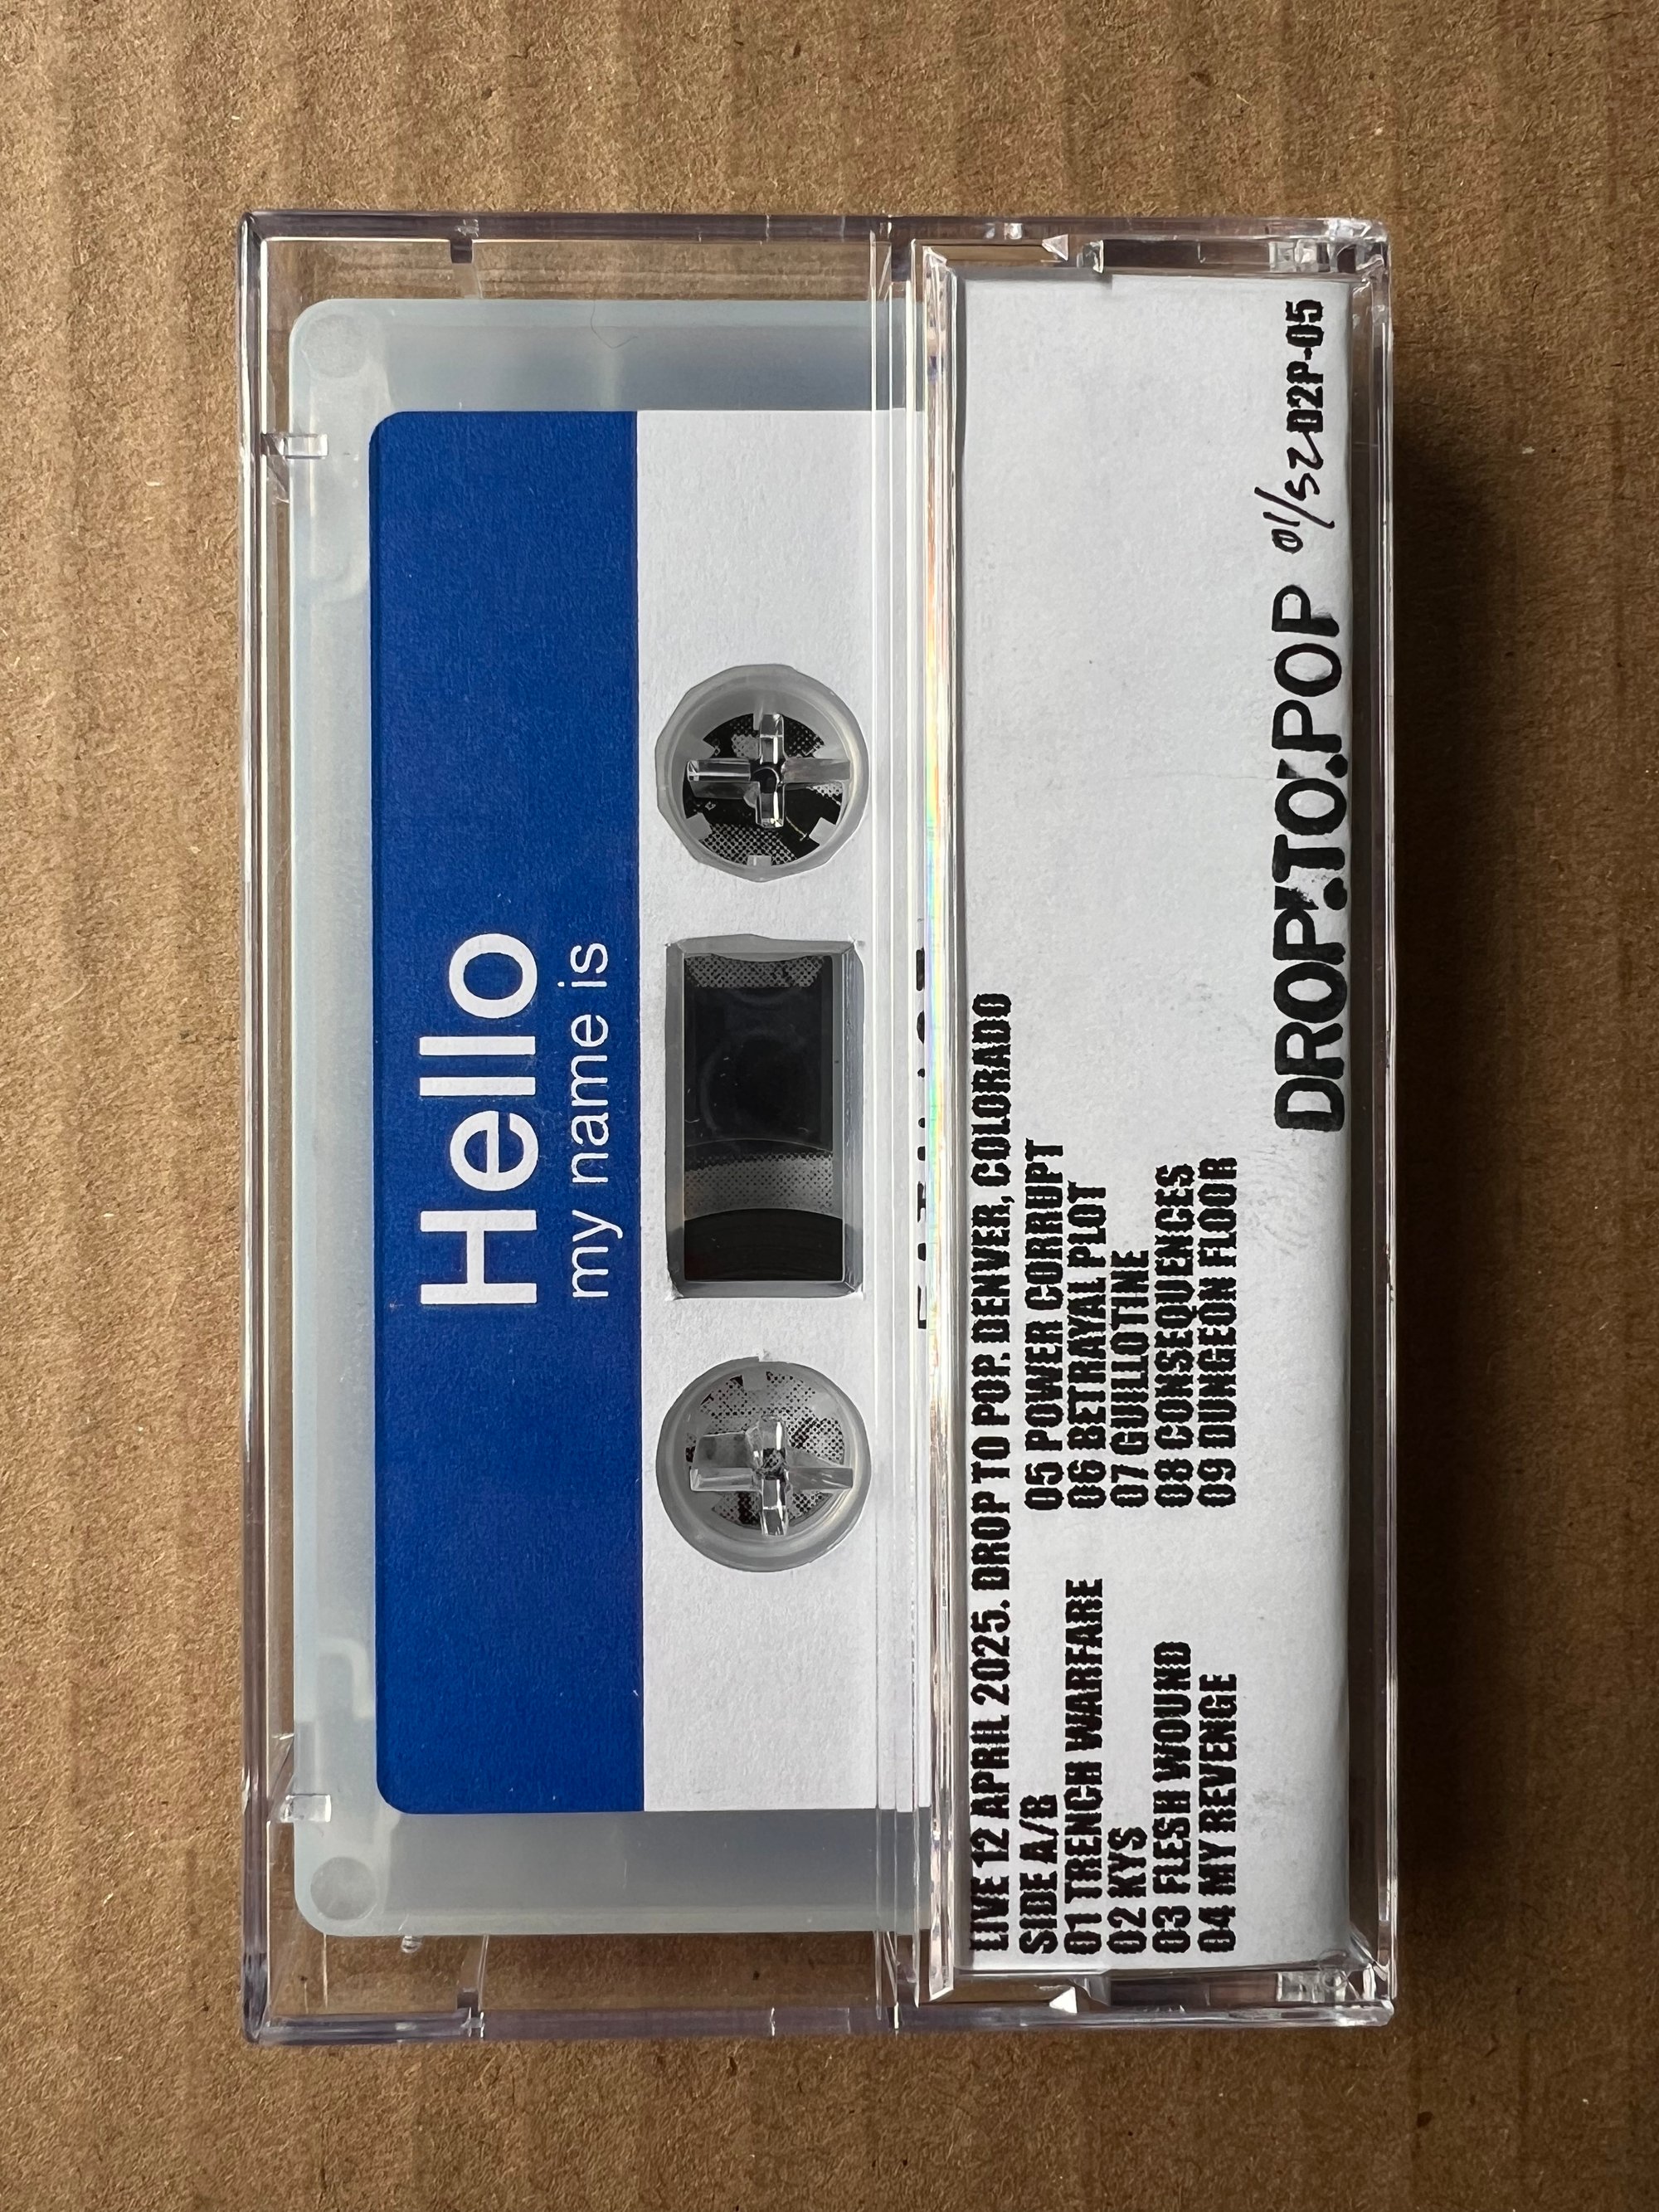 Hello
my name is
LIVE 12 APRIL 2025. DROP TO POP. DENVER, COLORADO
SIDE A/B
01 TRENCH WARFARE
02 KYS
03 FLESH WOUND
04 MY REVENGE
05 POWER CORRUPT
06 BETRAYAL PLOT
07 GUILLOTINE
08 CONSEQUENCES
09 DUNGEON FLOOR
DROP.TO.POP 01/52 D2P-05